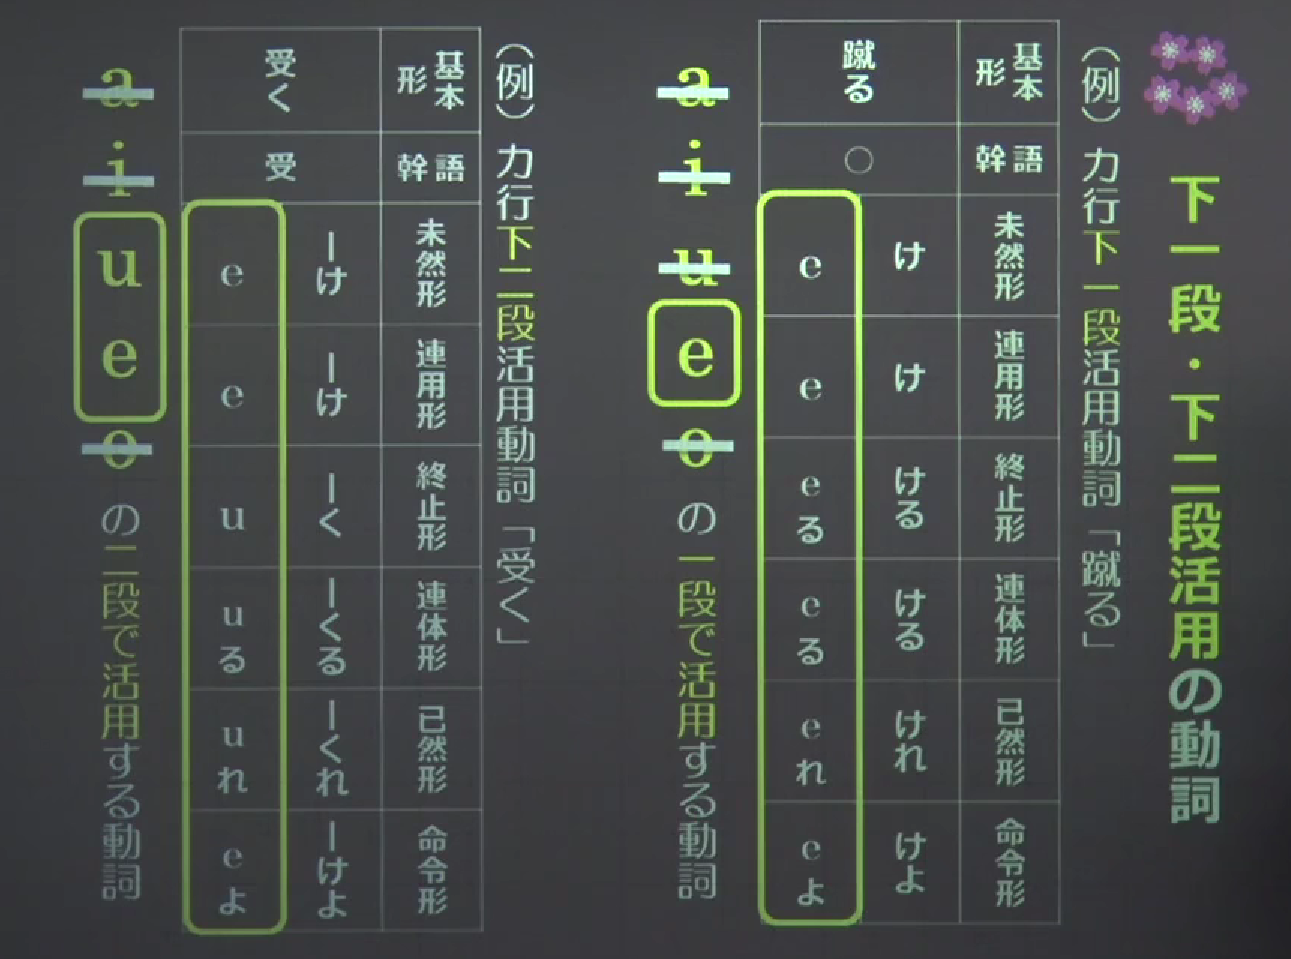 下一段・下二段活用の動詞
(例)カ行下一段活用動詞「蹴る」
基本形
語幹
未然形
連用形
終止形
連体形
已然形
命令形
蹴る
○
け
け
ける
ける
けれ
けよ
e
e
eる
eる
eれ
eよ
a i u e o の一段で活用する動詞
(例)カ行下二段活用動詞「受く」
基本形
語幹
未然形
連用形
終止形
連体形
已然形
命令形
受く
受
ーけ
ーけ
ーく
ーくる
ーくれ
ーけよ
e
e
u
uる
uれ
eよ
a i u e o の二段で活用する動詞